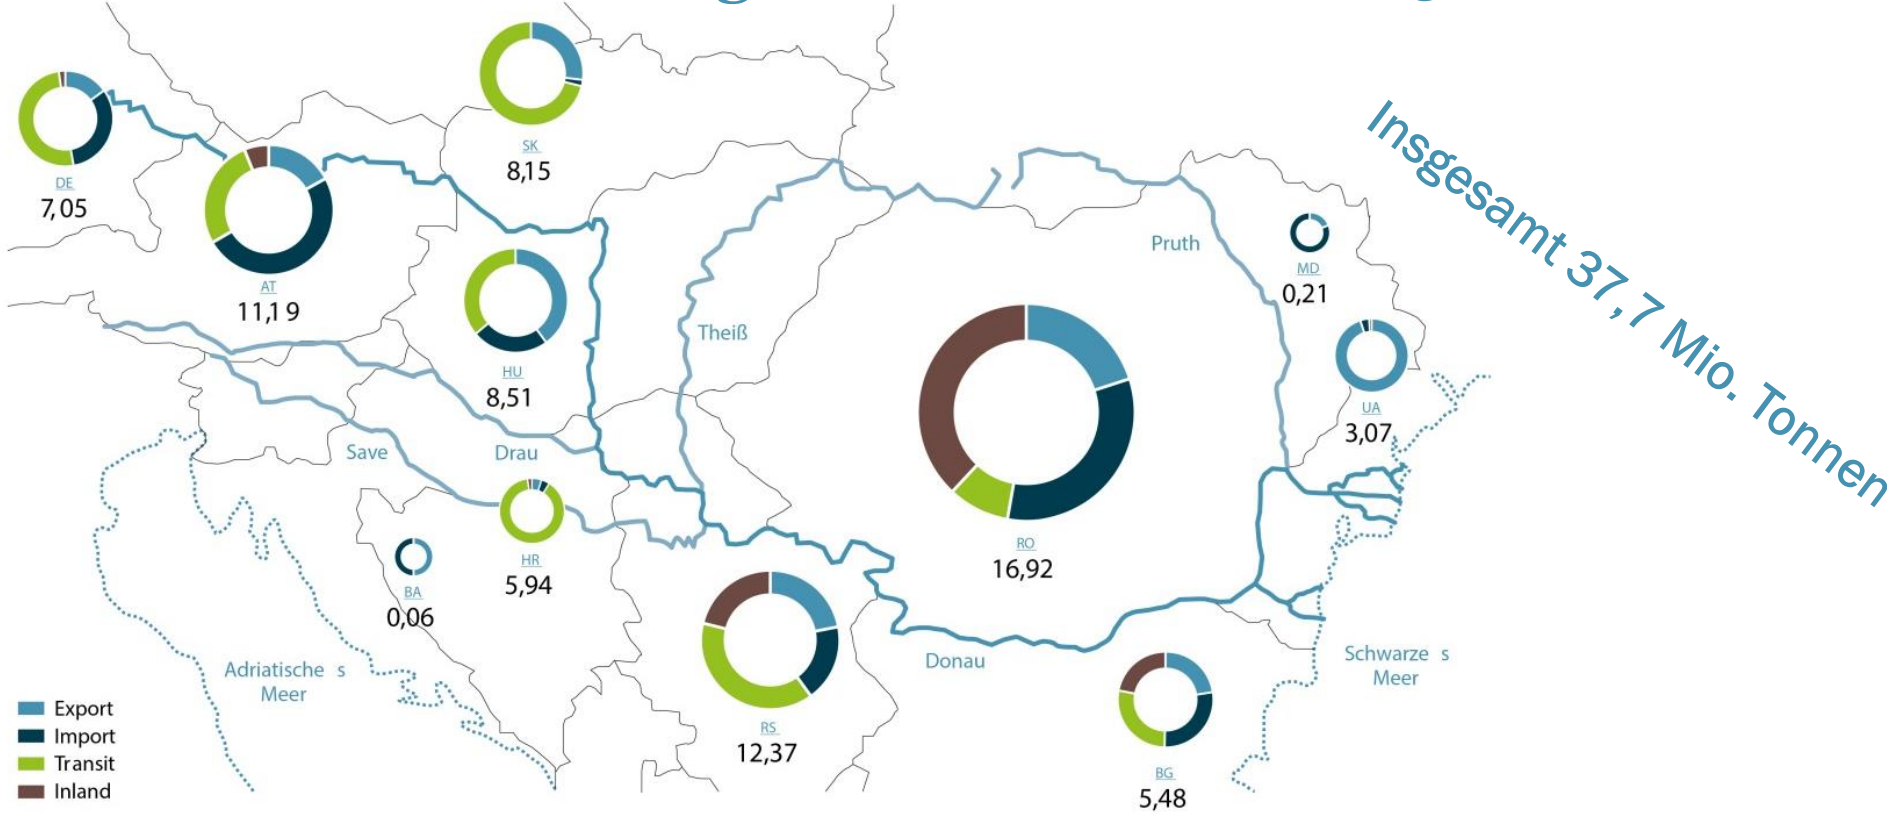 SK
8,15
DE
7,05
AT
11,19
HU
8,51
Theiß
Pruth
MD
0,21
UA
3,07
Insgesamt 37,7 Mio. Tonnen
Save
Drau
HR
5,94
BA
0,06
RO
16,92
RS
12,37
Donau
BG
5,48
Adriatische s
Meer
Schwarze s
Meer
Export
Import
Transit
Inland